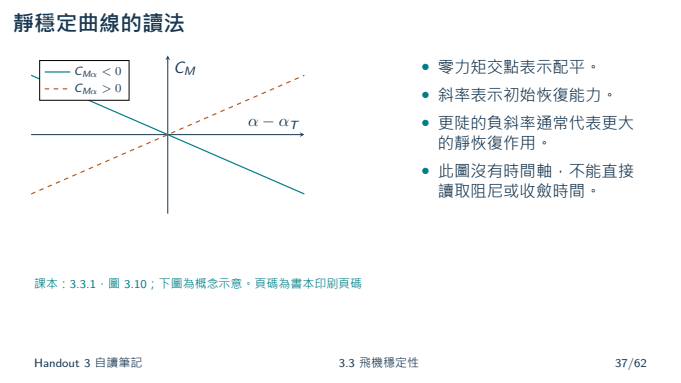 靜穩定曲線的讀法
C_M
C_{Mα} < 0
C_{Mα} > 0
α − α_T
零力矩交點表示配平。
斜率表示初始恢復能力。
更陡的負斜率通常代表更大
的靜恢復作用。
此圖沒有時間軸，不能直接
讀取阻尼或收斂時間。
課本：3.3.1，圖 3.10；下圖為概念示意。頁碼為書本印刷頁碼
Handout 3 自讀筆記
3.3 飛機穩定性
37/62